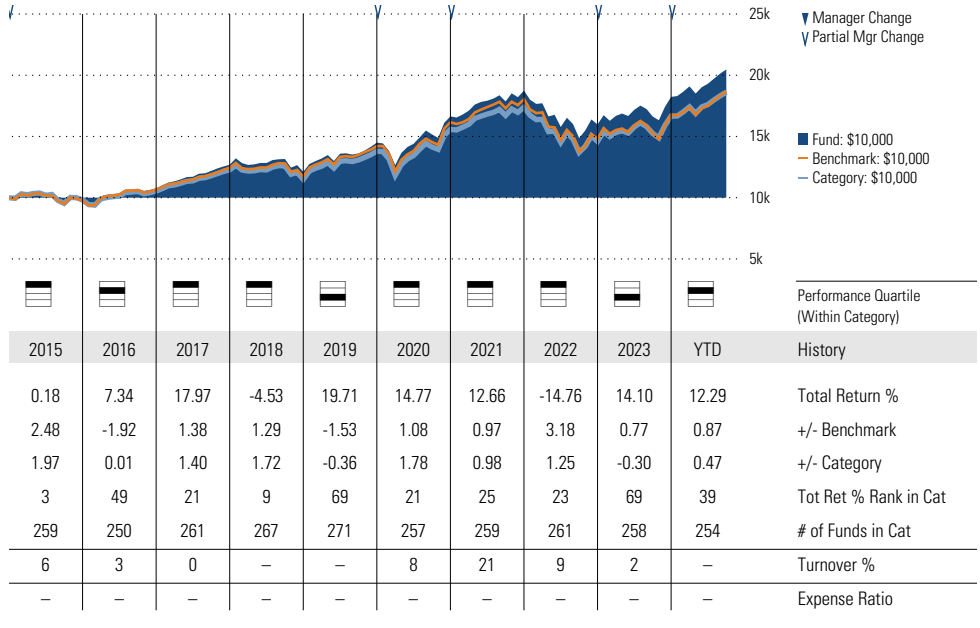 25k
20k
15k
10k
5k
Manager Change
Partial Mgr Change
Fund: $10,000
Benchmark: $10,000
Category: $10,000
Performance Quartile
(Within Category)
2015 2016 2017 2018 2019 2020 2021 2022 2023 YTD History
0.18 7.34 17.97 -4.53 19.71 14.77 12.66 -14.76 14.10 12.29 Total Return %
2.48 -1.92 1.38 1.29 -1.53 1.08 0.97 3.18 0.77 0.87 +/- Benchmark
1.97 0.01 1.40 1.72 -0.36 1.78 0.98 1.25 -0.30 0.47 +/- Category
3 49 21 9 69 21 25 23 69 39 Tot Ret % Rank in Cat
259 250 261 267 271 257 259 261 258 254 # of Funds in Cat
6 3 0 – – 8 21 9 2 – Turnover %
– – – – – – – – – – Expense Ratio